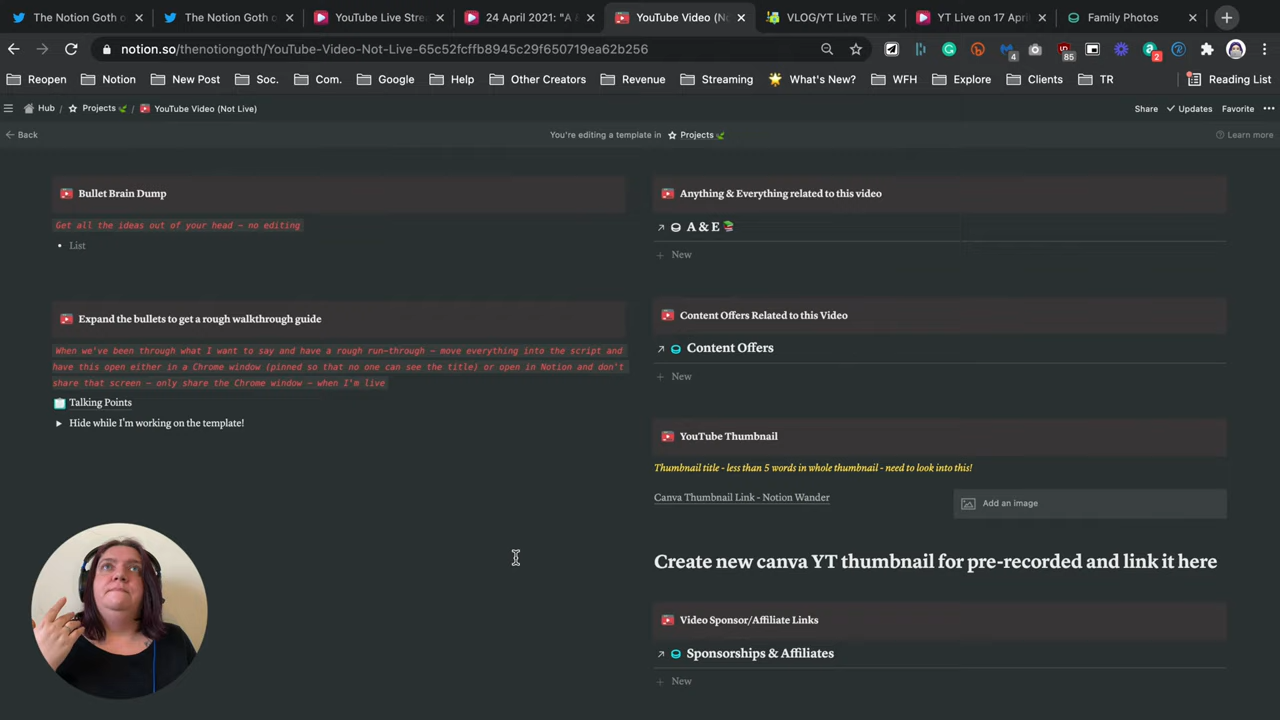 The Notion Goth o
The Notion Goth o
YouTube Live Stre
24 April 2021: "A &
YouTube Video (No
VLOG/YT Live TEM
YT Live on 17 Apri
Family Photos
notion.so/thenotiongoth/YouTube-Video-Not-Live-65c52fcffb8945c29f650719ea62b256
4
85
2
Reopen
Notion
New Post
Soc.
Com.
Google
Help
Other Creators
Revenue
Streaming
What's New?
WFH
Explore
Clients
TR
Reading List
Hub / Projects / YouTube Video (Not Live)
Share
Updates
Favorite
Back
You're editing a template in Projects
Learn more
Bullet Brain Dump
Get all the ideas out of your head – no editing
• List
Expand the bullets to get a rough walkthrough guide
When we've been through what I want to say and have a rough run-through – move everything into the script and
have this open either in a Chrome window (pinned so that no one can see the title) or open in Notion and don't
share that screen – only share the Chrome window – when I'm live
Talking Points
Hide while I'm working on the template!
Anything & Everything related to this video
A & E
New
Content Offers Related to this Video
Content Offers
New
YouTube Thumbnail
Thumbnail title - less than 5 words in whole thumbnail - need to look into this!
Canva Thumbnail Link - Notion Wander
Add an image
Create new canva YT thumbnail for pre-recorded and link it here
Video Sponsor/Affiliate Links
Sponsorships & Affiliates
New